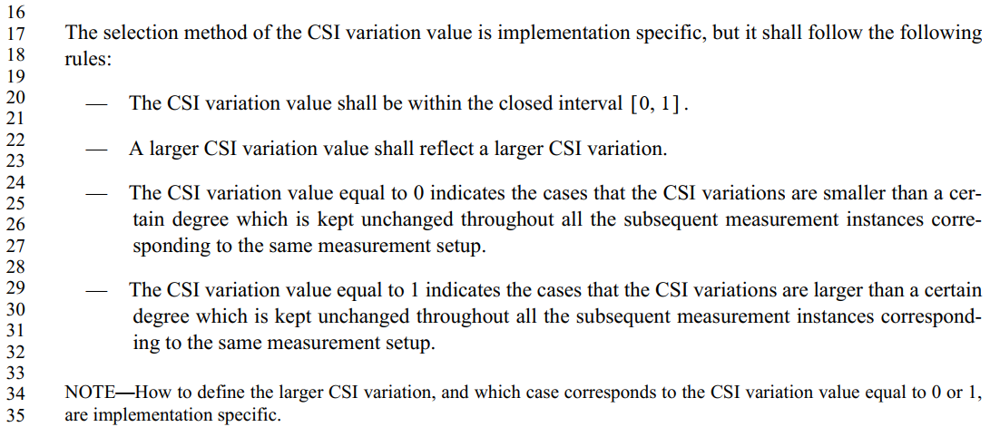 16
17 The selection method of the CSI variation value is implementation specific, but it shall follow the following
18 rules:
19
20 — The CSI variation value shall be within the closed interval [0, 1].
21
22 — A larger CSI variation value shall reflect a larger CSI variation.
23
24 — The CSI variation value equal to 0 indicates the cases that the CSI variations are smaller than a cer-
25 tain degree which is kept unchanged throughout all the subsequent measurement instances corre-
26
27 sponding to the same measurement setup.
28
29 — The CSI variation value equal to 1 indicates the cases that the CSI variations are larger than a certain
30 degree which is kept unchanged throughout all the subsequent measurement instances correspond-
31
32 ing to the same measurement setup.
33
34 NOTE—How to define the larger CSI variation, and which case corresponds to the CSI variation value equal to 0 or 1,
35 are implementation specific.